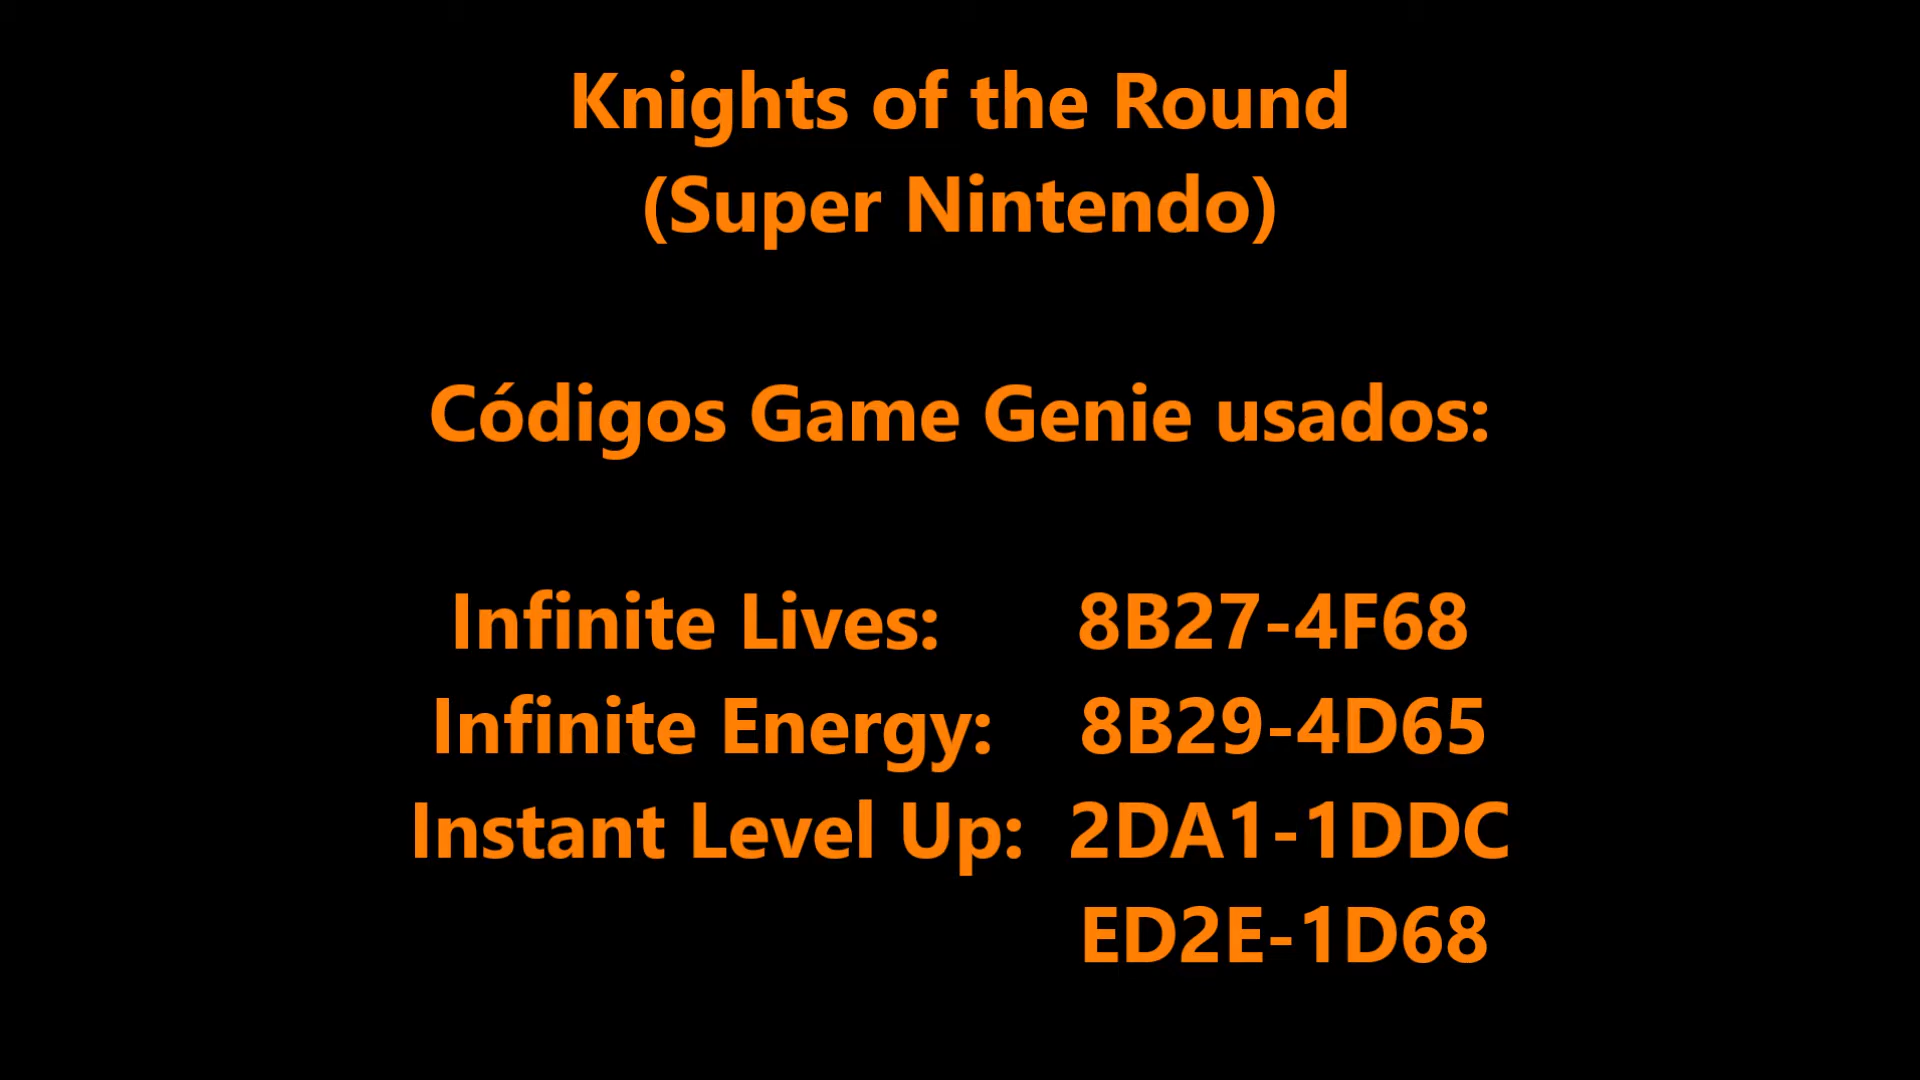 Knights of the Round
(Super Nintendo)
Códigos Game Genie usados:
Infinite Lives: 8B27-4F68
Infinite Energy: 8B29-4D65
Instant Level Up: 2DA1-1DDC
ED2E-1D68